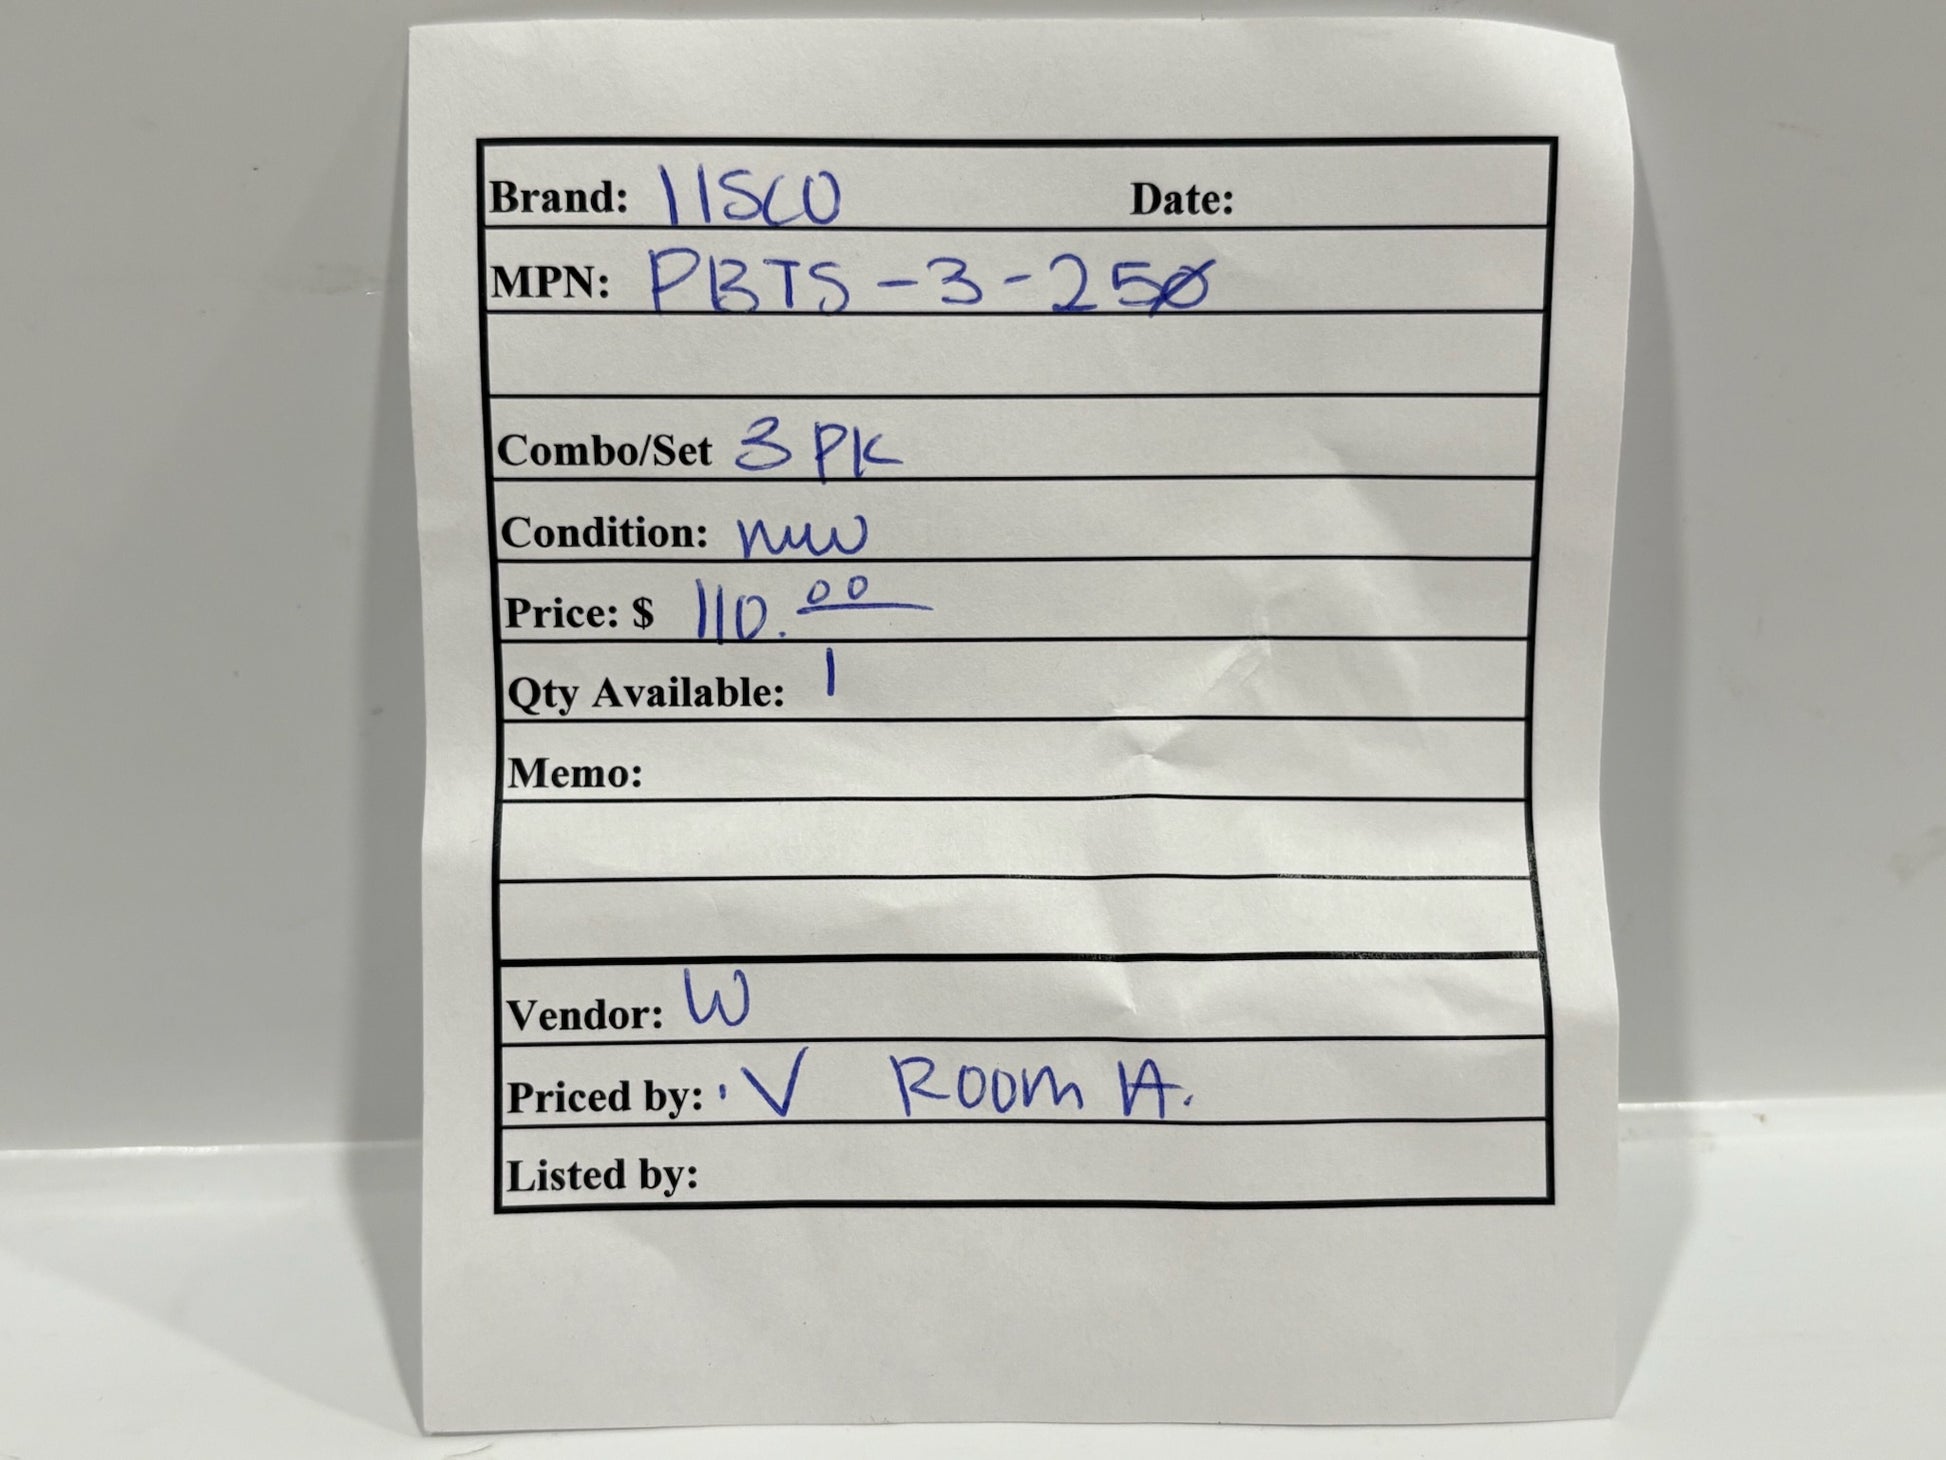 Brand: IISCO Date:
MPN: PBTS-3-250
Combo/Set 3 PK
Condition: new
Price: $ 110.00
Qty Available: 1
Memo:
Vendor: W
Priced by: V Room A.
Listed by: